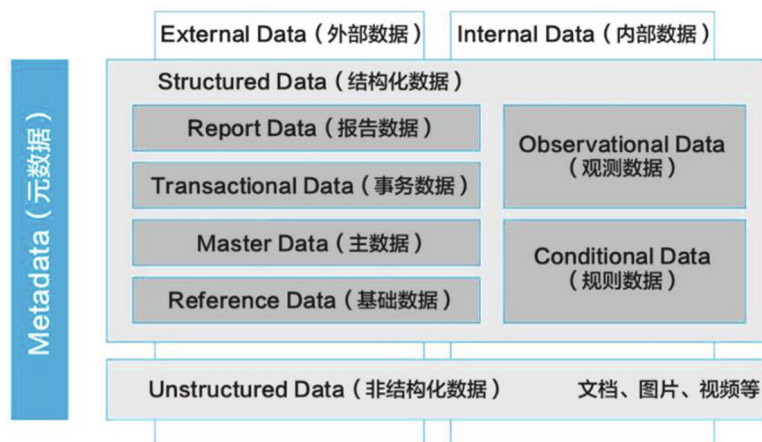 External Data（外部数据）
Internal Data（内部数据）
Metadata（元数据）
Structured Data（结构化数据）
Report Data（报告数据）
Transactional Data（事务数据）
Master Data（主数据）
Reference Data（基础数据）
Observational Data
（观测数据）
Conditional Data
（规则数据）
Unstructured Data（非结构化数据）
文档、图片、视频等